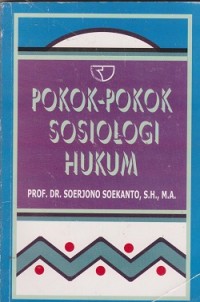 POKOK-POKOK
SOSIOLOGI
HUKUM
PROF. DR. SOERJONO SOEKANTO, S.H., M.A.